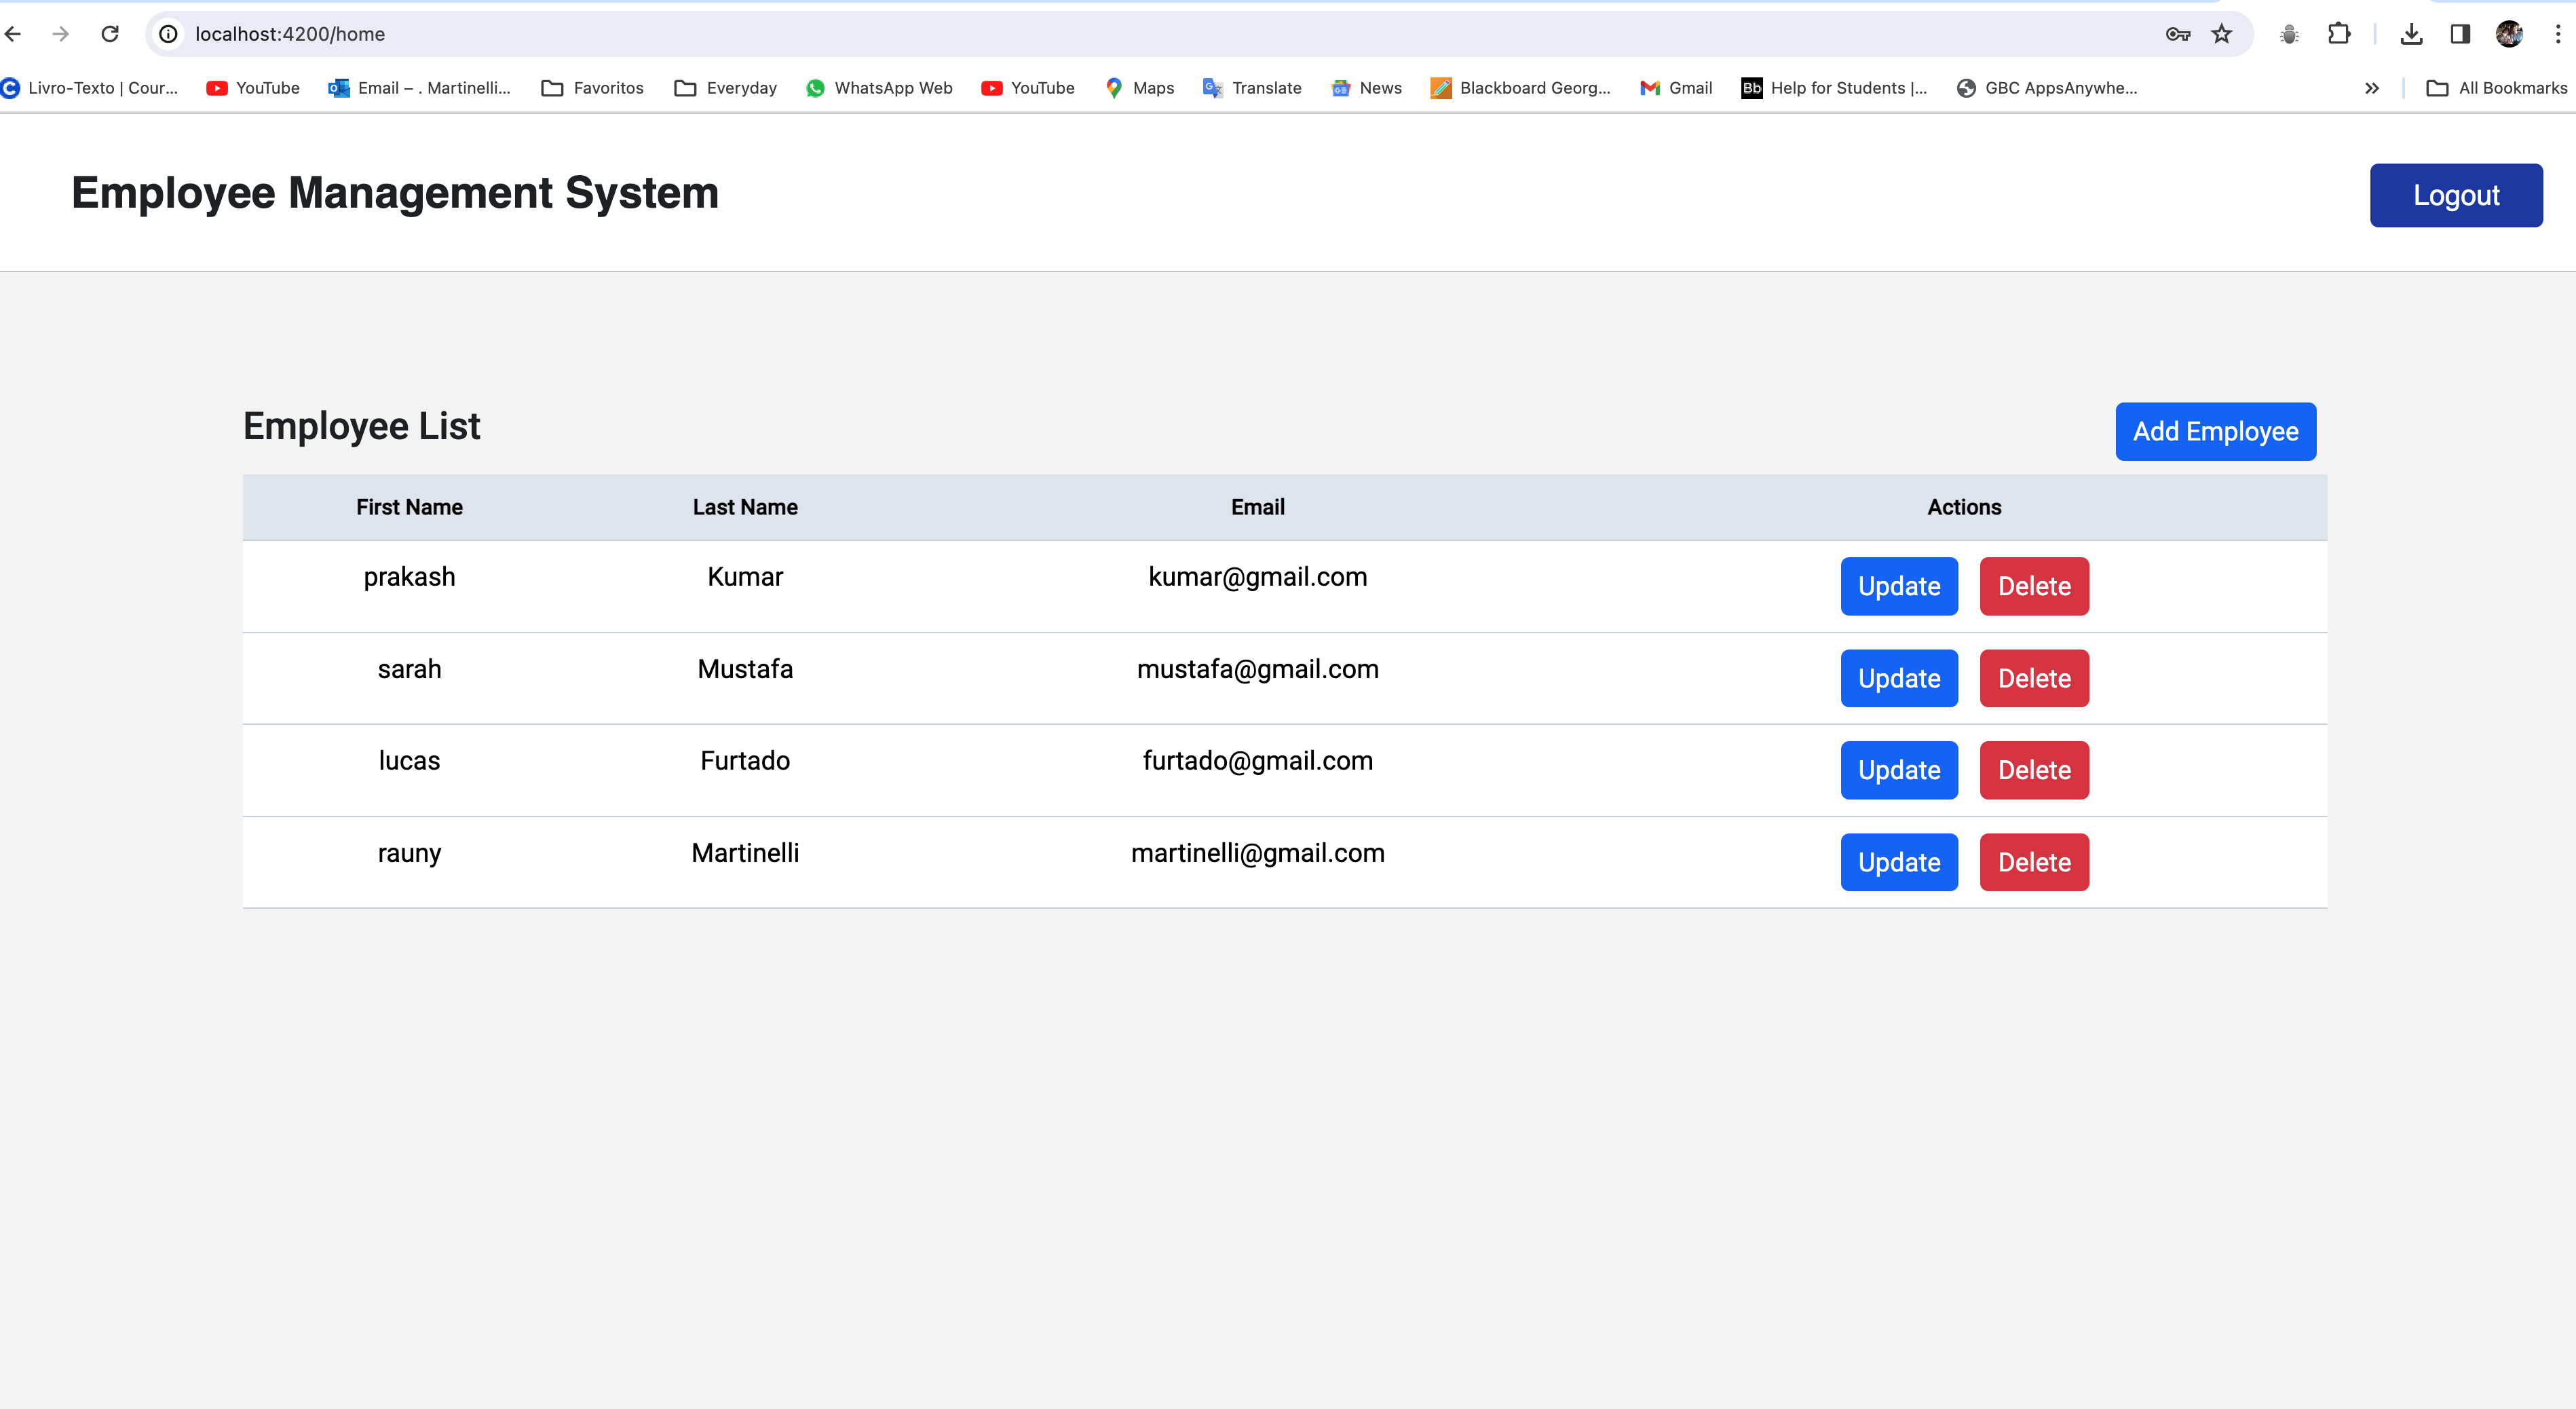 localhost:4200/home
Livro-Texto | Cour... YouTube Email – . Martinelli... Favoritos Everyday WhatsApp Web YouTube Maps Translate News Blackboard Georg... Gmail Bb Help for Students |... GBC AppsAnywhe... » All Bookmarks
Employee Management System Logout
Employee List Add Employee
First Name Last Name Email Actions
prakash Kumar kumar@gmail.com Update Delete
sarah Mustafa mustafa@gmail.com Update Delete
lucas Furtado furtado@gmail.com Update Delete
rauny Martinelli martinelli@gmail.com Update Delete